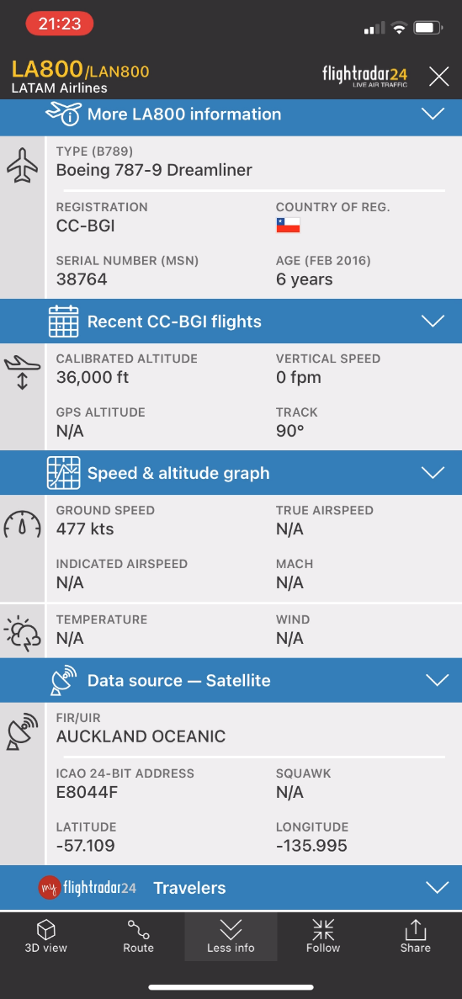 21:23
LA800/LAN800
LATAM Airlines
flightradar24
LIVE AIR TRAFFIC
More LA800 information
TYPE (B789)
Boeing 787-9 Dreamliner
REGISTRATION COUNTRY OF REG.
CC-BGI
SERIAL NUMBER (MSN) AGE (FEB 2016)
38764 6 years
Recent CC-BGI flights
CALIBRATED ALTITUDE VERTICAL SPEED
36,000 ft 0 fpm
GPS ALTITUDE TRACK
N/A 90°
Speed & altitude graph
GROUND SPEED TRUE AIRSPEED
477 kts N/A
INDICATED AIRSPEED MACH
N/A N/A
TEMPERATURE WIND
N/A N/A
Data source — Satellite
FIR/UIR
AUCKLAND OCEANIC
ICAO 24-BIT ADDRESS SQUAWK
E8044F N/A
LATITUDE LONGITUDE
-57.109 -135.995
my flightradar24 Travelers
3D view Route Less info Follow Share